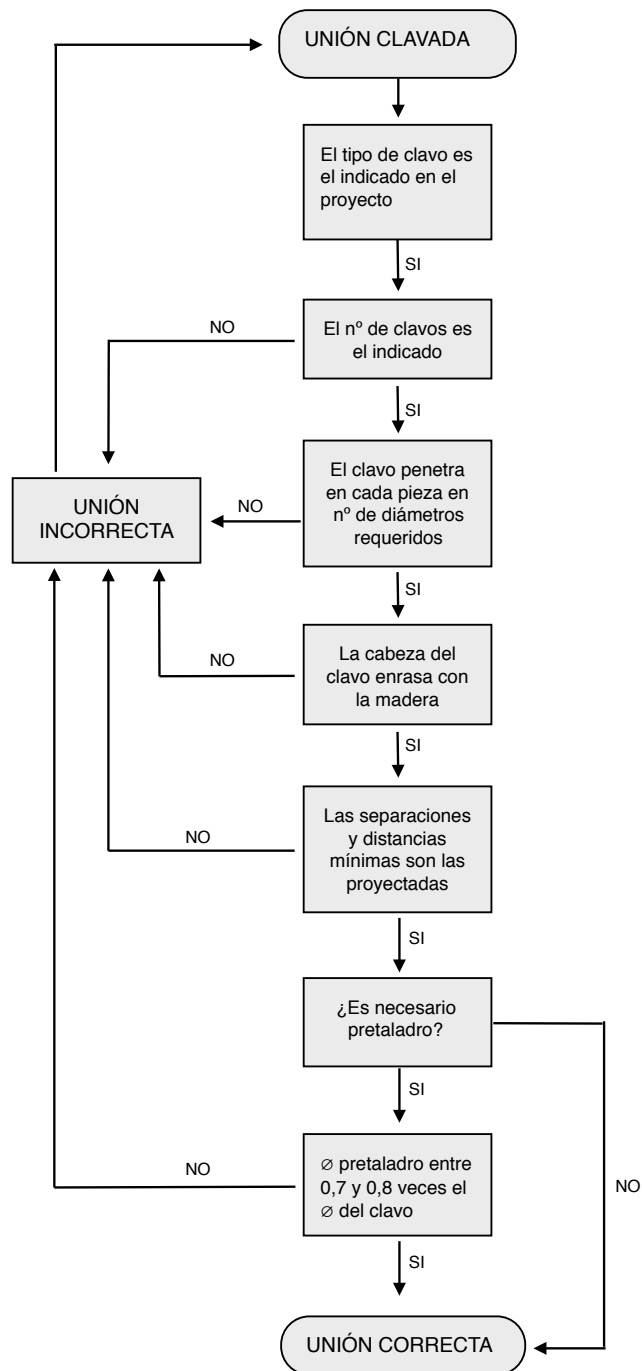 UNIÓN CLAVADA
El tipo de clavo es
el indicado en el
proyecto
SI
NO
El nº de clavos es
el indicado
SI
UNIÓN
INCORRECTA
NO
El clavo penetra
en cada pieza en
nº de diámetros
requeridos
SI
NO
La cabeza del
clavo enrasa con
la madera
SI
NO
Las separaciones
y distancias
mínimas son las
proyectadas
SI
¿Es necesario
pretaladro?
SI
NO
∅ pretaladro entre
0,7 y 0,8 veces el
∅ del clavo
NO
SI
UNIÓN CORRECTA